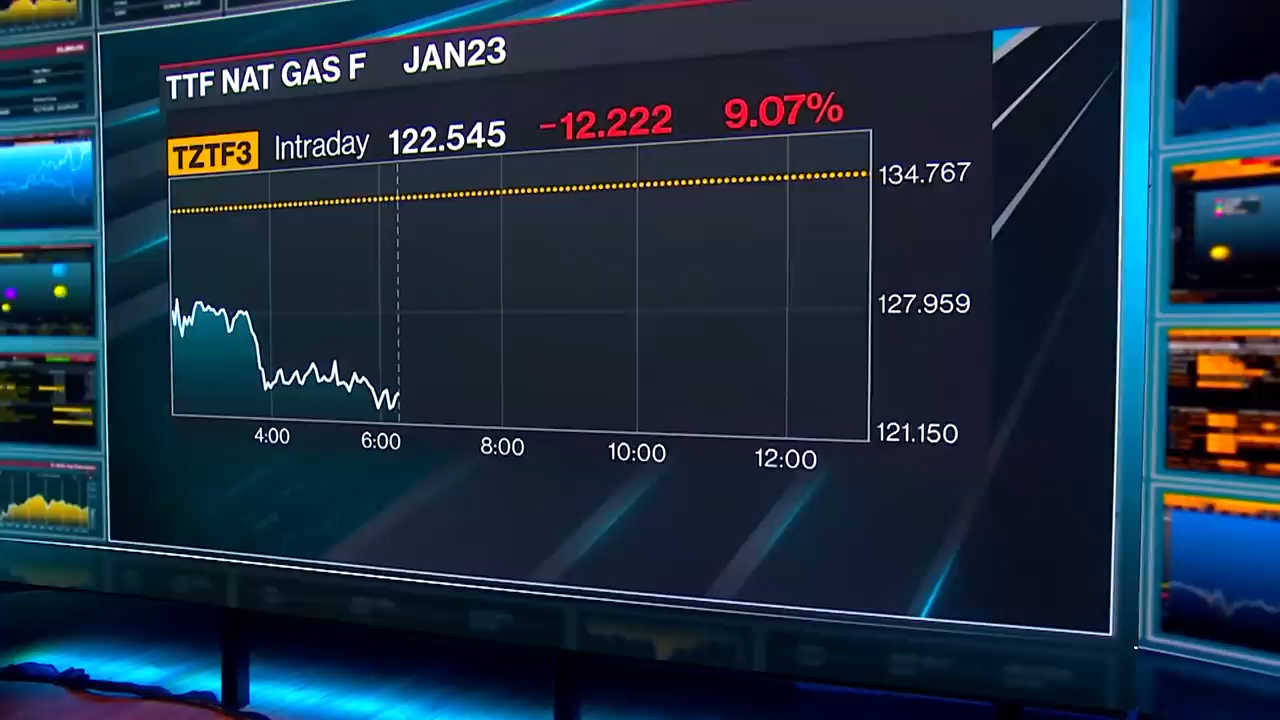 TTF NAT GAS F JAN23
TZTF3 Intraday 122.545 -12.222 9.07%
134.767
127.959
121.150
4:00 6:00 8:00 10:00 12:00